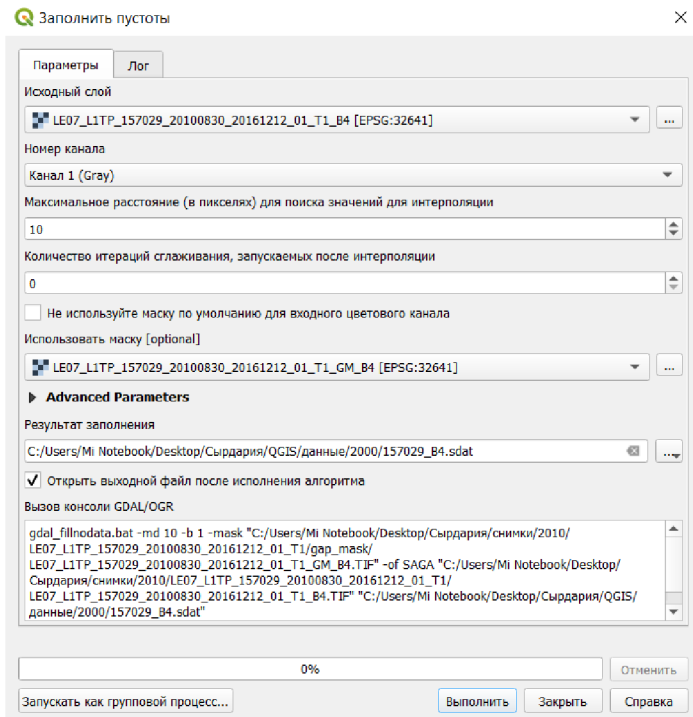 Заполнить пустоты
Параметры
Лог
Исходный слой
LE07_L1TP_157029_20100830_20161212_01_T1_B4 [EPSG:32641]
...
Номер канала
Канал 1 (Gray)
Максимальное расстояние (в пикселях) для поиска значений для интерполяции
10
Количество итераций сглаживания, запускаемых после интерполяции
0
Не используйте маску по умолчанию для входного цветового канала
Использовать маску [optional]
LE07_L1TP_157029_20100830_20161212_01_T1_GM_B4 [EPSG:32641]
...
Advanced Parameters
Результат заполнения
C:/Users/Mi Notebook/Desktop/Сырдария/QGIS/данные/2000/157029_B4.sdat
...
Открыть выходной файл после исполнения алгоритма
Вызов консоли GDAL/OGR
gdal_fillnodata.bat -md 10 -b 1 -mask "C:/Users/Mi Notebook/Desktop/Сырдария/снимки/2010/
LE07_L1TP_157029_20100830_20161212_01_T1/gap_mask/
LE07_L1TP_157029_20100830_20161212_01_T1_GM_B4.TIF" -of SAGA "C:/Users/Mi Notebook/Desktop/
Сырдария/снимки/2010/LE07_L1TP_157029_20100830_20161212_01_T1/
LE07_L1TP_157029_20100830_20161212_01_T1_B4.TIF" "C:/Users/Mi Notebook/Desktop/Сырдария/QGIS/
данные/2000/157029_B4.sdat"
0%
Отменить
Запускать как групповой процесс...
Выполнить
Закрыть
Справка